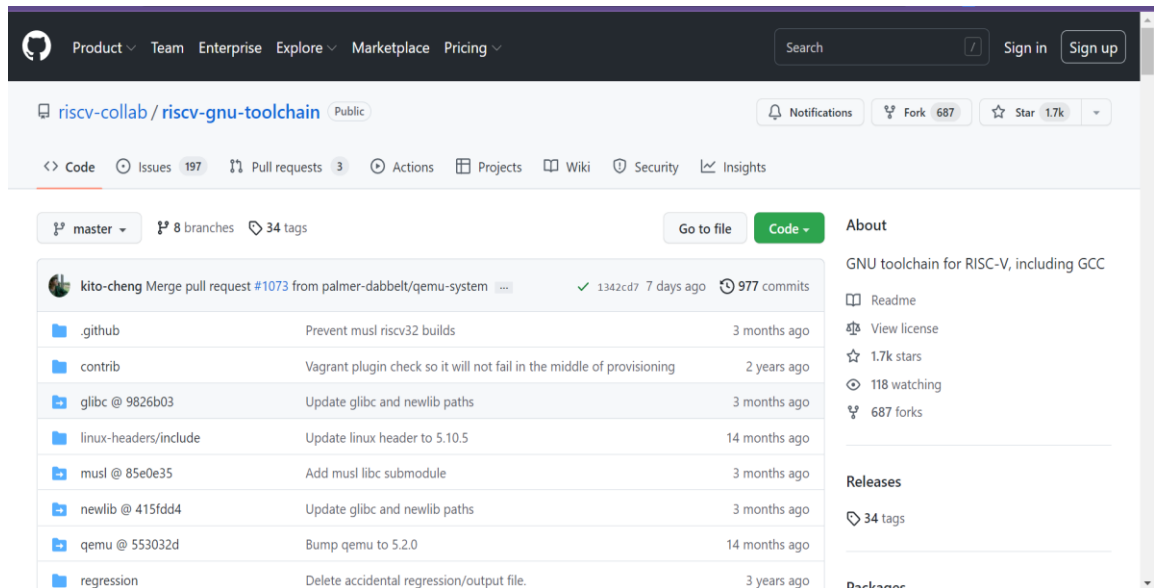 Product Team Enterprise Explore Marketplace Pricing Search / Sign in Sign up
riscv-collab / riscv-gnu-toolchain Public Notifications Fork 687 Star 1.7k
Code Issues 197 Pull requests 3 Actions Projects Wiki Security Insights
master 8 branches 34 tags Go to file Code
kito-cheng Merge pull request #1073 from palmer-dabbelt/qemu-system ... 1342cd7 7 days ago 977 commits
.github Prevent musl riscv32 builds 3 months ago
contrib Vagrant plugin check so it will not fail in the middle of provisioning 2 years ago
glibc @ 9826b03 Update glibc and newlib paths 3 months ago
linux-headers/include Update linux header to 5.10.5 14 months ago
musl @ 85e0e35 Add musl libc submodule 3 months ago
newlib @ 415fdd4 Update glibc and newlib paths 3 months ago
qemu @ 553032d Bump qemu to 5.2.0 14 months ago
regression Delete accidental regression/output file. 3 years ago
About
GNU toolchain for RISC-V, including GCC
Readme
View license
1.7k stars
118 watching
687 forks
Releases
34 tags
Packages